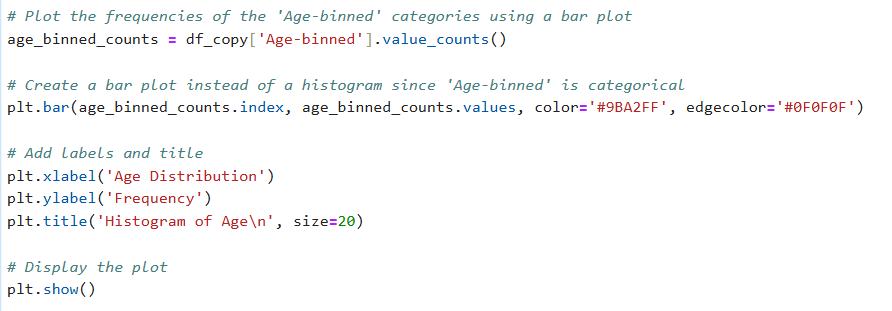 # Plot the frequencies of the 'Age-binned' categories using a bar plot
age_binned_counts = df_copy['Age-binned'].value_counts()
# Create a bar plot instead of a histogram since 'Age-binned' is categorical
plt.bar(age_binned_counts.index, age_binned_counts.values, color='#9BA2FF', edgecolor='#0F0F0F')
# Add labels and title
plt.xlabel('Age Distribution')
plt.ylabel('Frequency')
plt.title('Histogram of Age\n', size=20)
# Display the plot
plt.show()